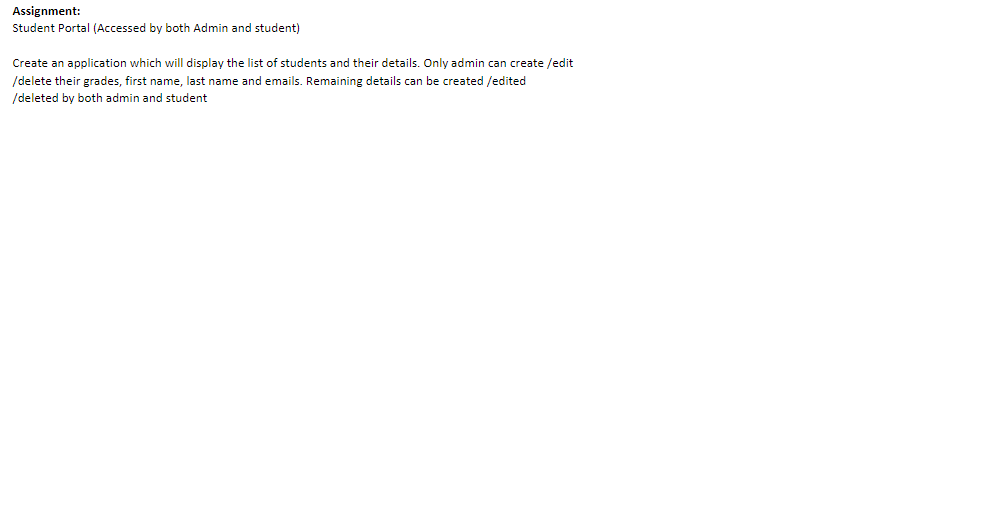 Assignment:
Student Portal (Accessed by both Admin and student)
Create an application which will display the list of students and their details. Only admin can create /edit
/delete their grades, first name, last name and emails. Remaining details can be created /edited
/deleted by both admin and student